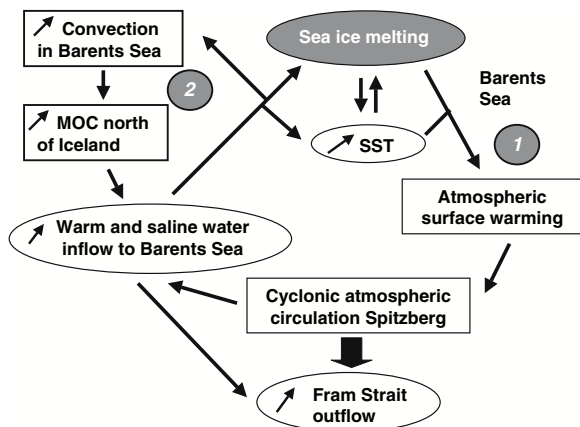 Convection
in Barents Sea
Sea ice melting
2
Barents
Sea
MOC north
of Iceland
SST
1
Atmospheric
surface warming
Warm and saline water
inflow to Barents Sea
Cyclonic atmospheric
circulation Spitzberg
Fram Strait
outflow